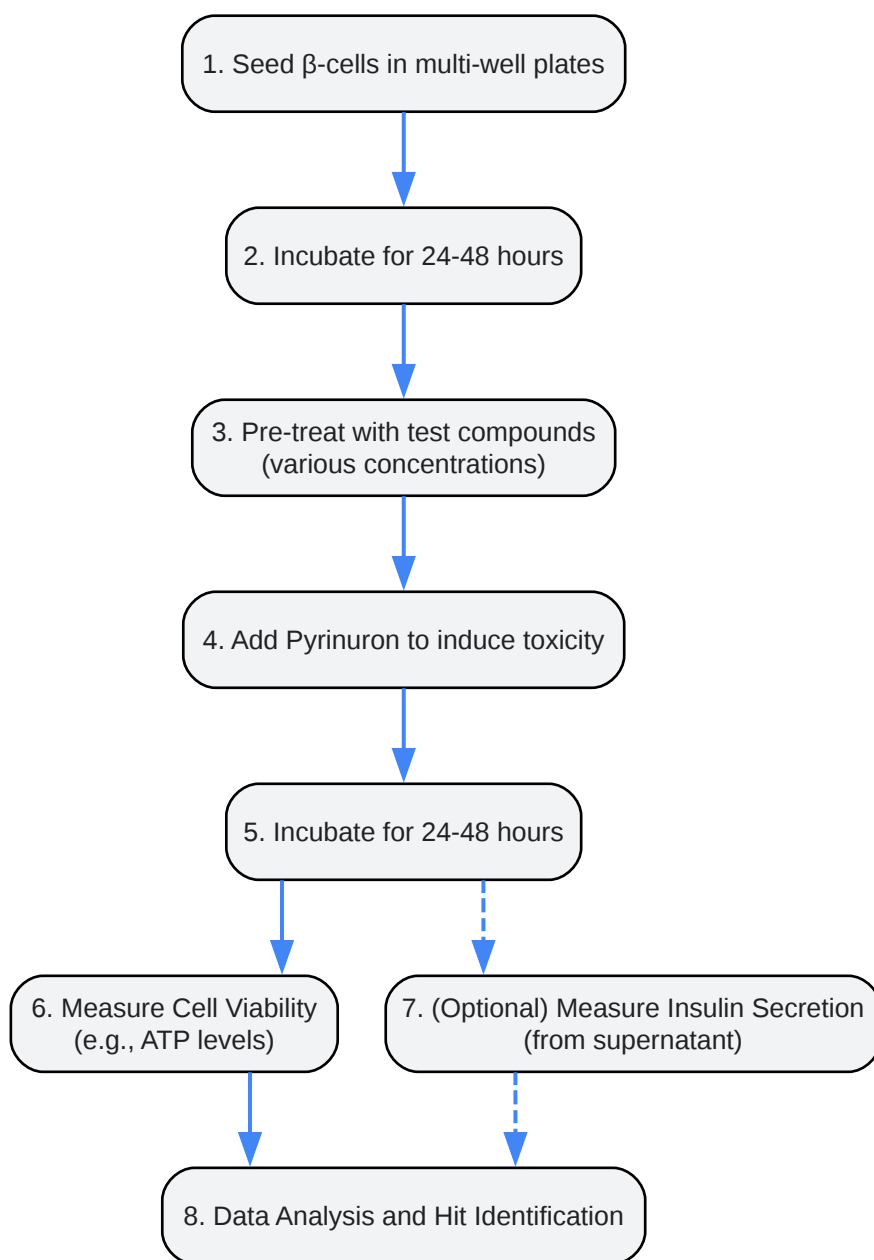 1. Seed β-cells in multi-well plates
2. Incubate for 24-48 hours
3. Pre-treat with test compounds
(various concentrations)
4. Add Pyrinuron to induce toxicity
5. Incubate for 24-48 hours
6. Measure Cell Viability
(e.g., ATP levels)
7. (Optional) Measure Insulin Secretion
(from supernatant)
8. Data Analysis and Hit Identification